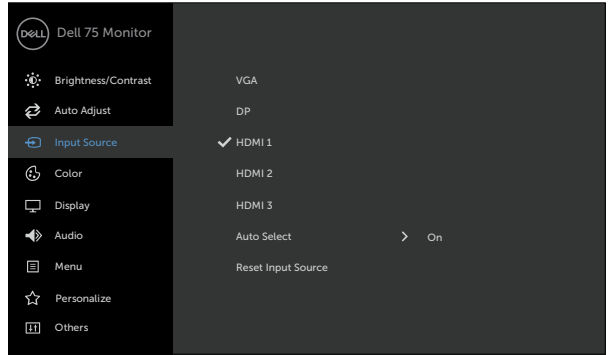 DELL Dell 75 Monitor
Brightness/Contrast
Auto Adjust
Input Source
Color
Display
Audio
Menu
Personalize
Others
VGA
DP
HDMI 1
HDMI 2
HDMI 3
Auto Select > On
Reset Input Source